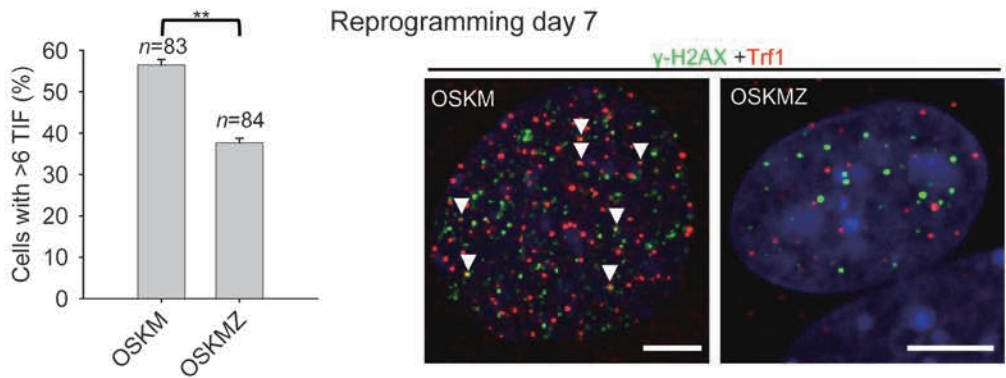 Reprogramming day 7
**
n=83
n=84
Cells with >6 TIF (%)
60
50
40
30
20
10
0
OSKM
OSKMZ
γ-H2AX +Trf1
OSKM
OSKMZ